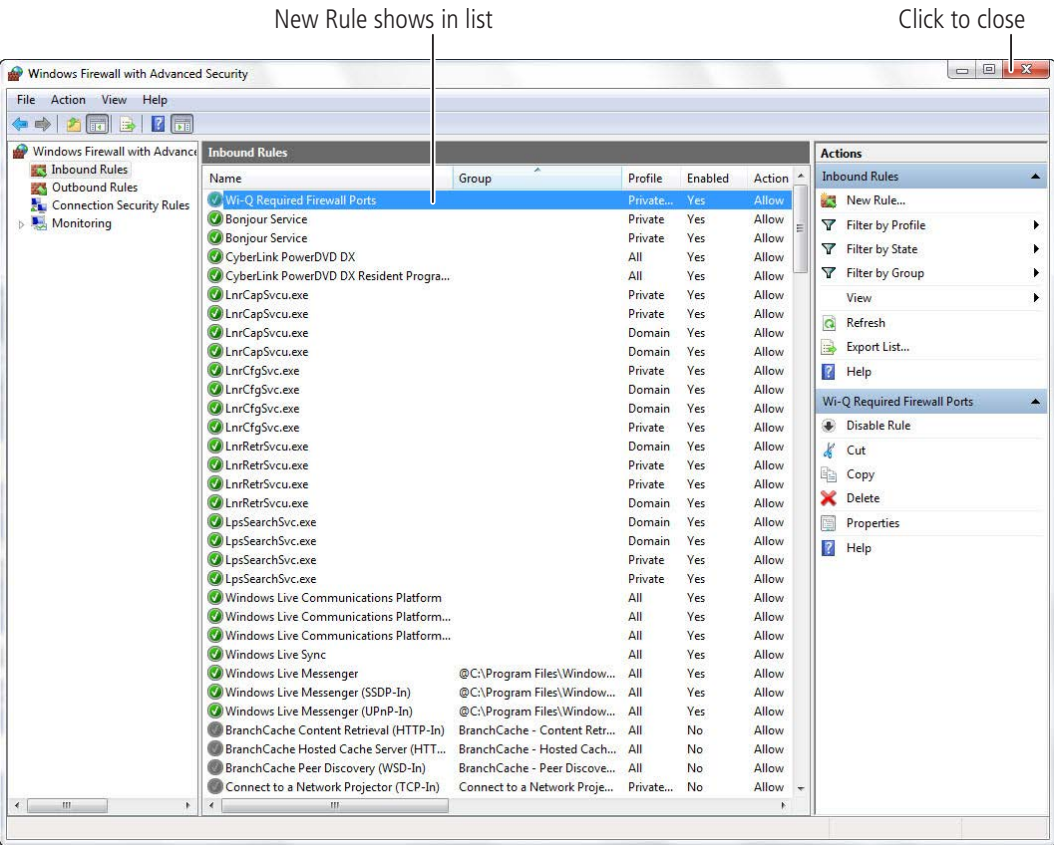 New Rule shows in list
Click to close
Windows Firewall with Advanced Security
File Action View Help
Windows Firewall with Advance
Inbound Rules
Outbound Rules
Connection Security Rules
Monitoring
Inbound Rules
Name Group Profile Enabled Action
Wi-Q Required Firewall Ports Private... Yes Allow
Bonjour Service Private Yes Allow
Bonjour Service Private Yes Allow
CyberLink PowerDVD DX All Yes Allow
CyberLink PowerDVD DX Resident Progra... All Yes Allow
LnrCapSvcu.exe Private Yes Allow
LnrCapSvcu.exe Private Yes Allow
LnrCapSvcu.exe Domain Yes Allow
LnrCapSvcu.exe Domain Yes Allow
LnrCfgSvc.exe Private Yes Allow
LnrCfgSvc.exe Domain Yes Allow
LnrCfgSvc.exe Domain Yes Allow
LnrCfgSvc.exe Private Yes Allow
LnrRetrSvcu.exe Domain Yes Allow
LnrRetrSvcu.exe Private Yes Allow
LnrRetrSvcu.exe Private Yes Allow
LnrRetrSvcu.exe Domain Yes Allow
LpsSearchSvc.exe Domain Yes Allow
LpsSearchSvc.exe Domain Yes Allow
LpsSearchSvc.exe Private Yes Allow
LpsSearchSvc.exe Private Yes Allow
Windows Live Communications Platform All Yes Allow
Windows Live Communications Platform... All Yes Allow
Windows Live Communications Platform... All Yes Allow
Windows Live Sync All Yes Allow
Windows Live Messenger @C:\Program Files\Window... All Yes Allow
Windows Live Messenger (SSDP-In) @C:\Program Files\Window... All Yes Allow
Windows Live Messenger (UPnP-In) @C:\Program Files\Window... All Yes Allow
BranchCache Content Retrieval (HTTP-In) BranchCache - Content Retr... All No Allow
BranchCache Hosted Cache Server (HTT... BranchCache - Hosted Cach... All No Allow
BranchCache Peer Discovery (WSD-In) BranchCache - Peer Discove... All No Allow
Connect to a Network Projector (TCP-In) Connect to a Network Proje... Private... No Allow
Actions
Inbound Rules
New Rule...
Filter by Profile
Filter by State
Filter by Group
View
Refresh
Export List...
Help
Wi-Q Required Firewall Ports
Disable Rule
Cut
Copy
Delete
Properties
Help